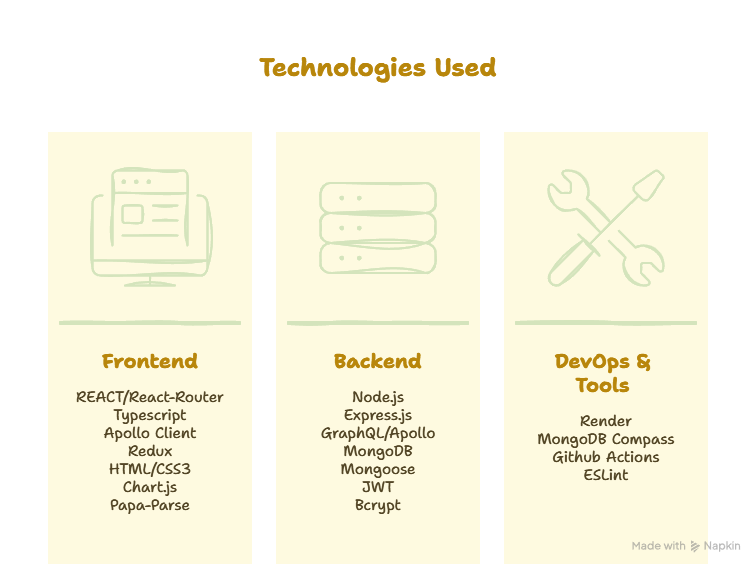 Technologies Used
Frontend
REACT/React-Router
Typescript
Apollo Client
Redux
HTML/CSS3
Chart.js
Papa-Parse
Backend
Node.js
Express.js
GraphQL/Apollo
MongoDB
Mongoose
JWT
Bcrypt
DevOps &
Tools
Render
MongoDB Compass
Github Actions
ESLint
Made with Napkin